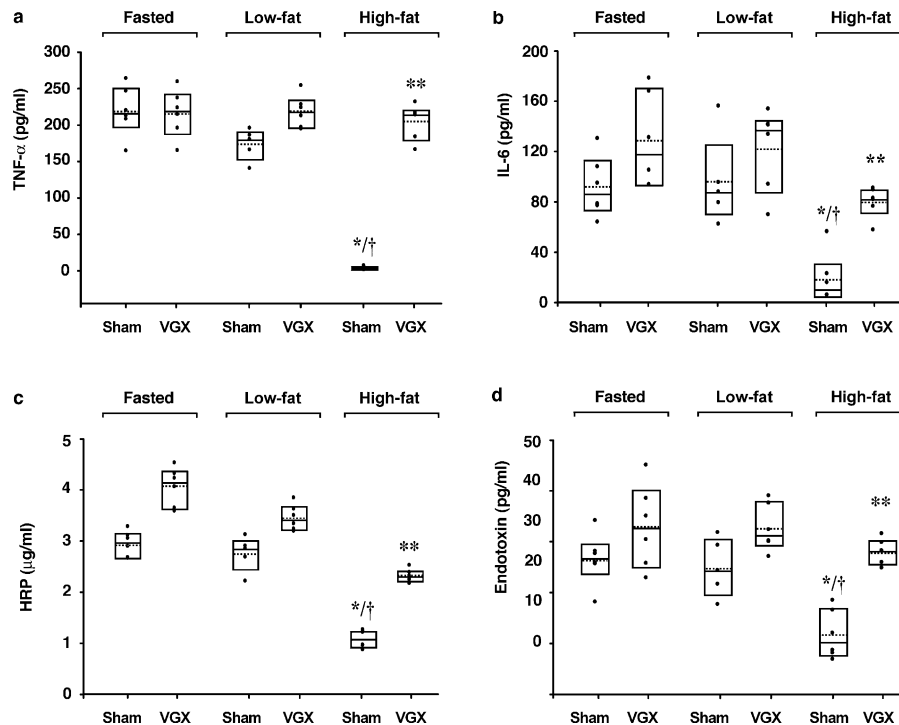 a
Fasted Low-fat High-fat
TNF-α (pg/ml)
300
250
200
150
100
50
0
*/†
**
Sham VGX Sham VGX Sham VGX
b
Fasted Low-fat High-fat
IL-6 (pg/ml)
200
160
120
80
40
0
*/†
**
Sham VGX Sham VGX Sham VGX
c
Fasted Low-fat High-fat
HRP (μg/ml)
5
4
3
2
1
0
*/†
**
Sham VGX Sham VGX Sham VGX
d
Fasted Low-fat High-fat
Endotoxin (pg/ml)
50
40
30
20
10
0
*/†
**
Sham VGX Sham VGX Sham VGX